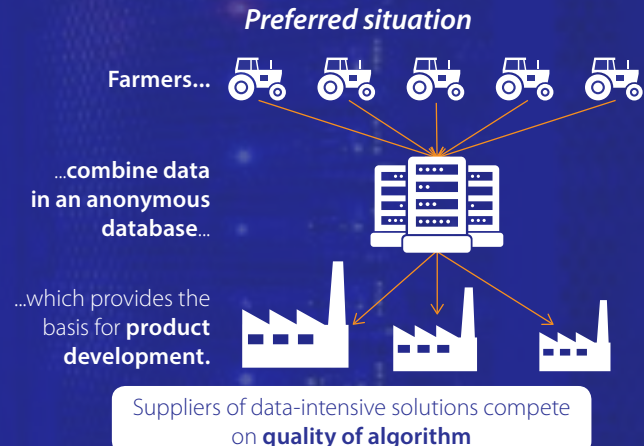 Preferred situation
Farmers...
...combine data
in an anonymous
database...
...which provides the
basis for product
development.
Suppliers of data-intensive solutions compete
on quality of algorithm